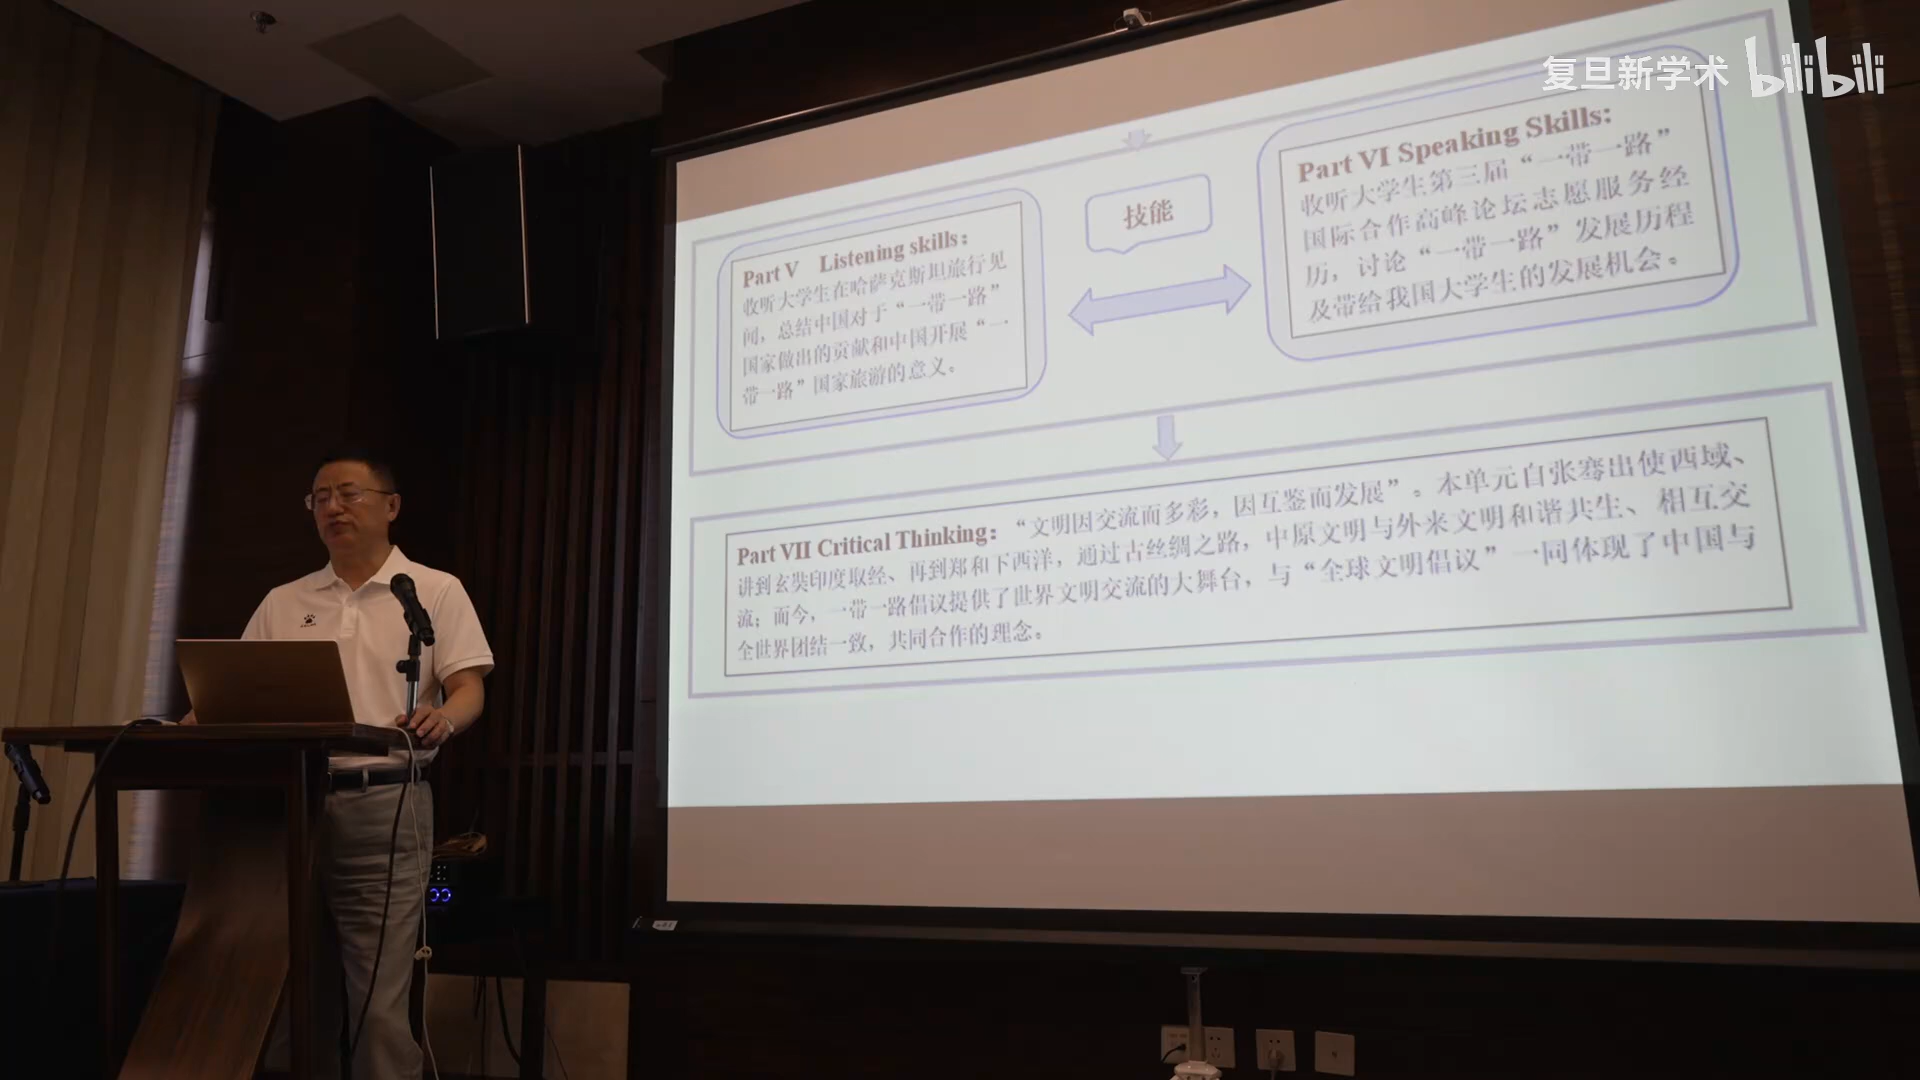 复旦新学术 bilibili
Part V Listening skills:
收听大学生在哈萨克斯坦旅行见
闻，总结中国对于“一带一路”
国家做出的贡献和中国开展“一
带一路”国家旅游的意义。
技能
Part VI Speaking Skills:
收听大学生第三届“一带一路”
国际合作高峰论坛志愿服务经
历，讨论“一带一路”发展历程
及带给我国大学生的发展机会。
Part VII Critical Thinking: “文明因交流而多彩，因互鉴而发展”。本单元自张骞出使西域、
讲到玄奘印度取经、再到郑和下西洋，通过古丝绸之路，中原文明与外来文明和谐共生、相互交
流；而今，一带一路倡议提供了世界文明交流的大舞台，与“全球文明倡议”一同体现了中国与
全世界团结一致，共同合作的理念。